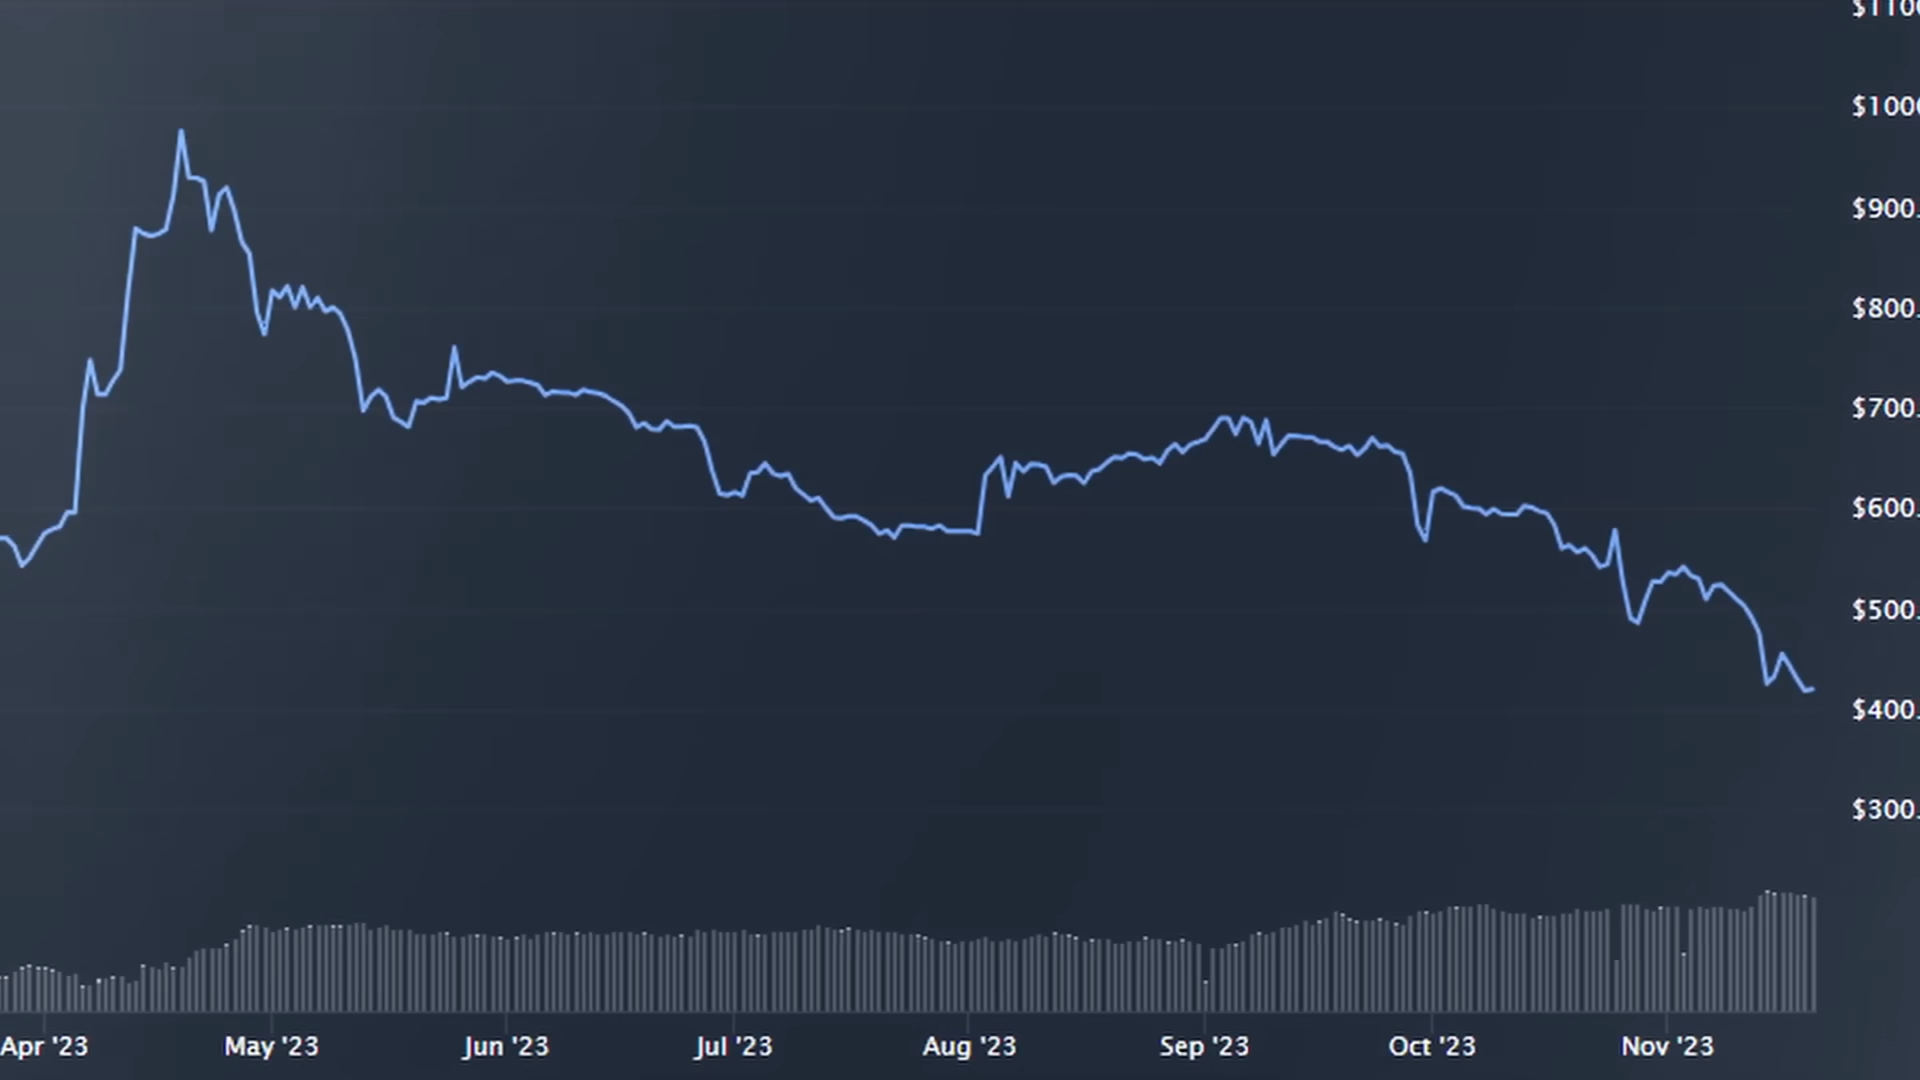 $1100
$1000
$900.
$800.
$700.
$600.
$500.
$400.
$300.
Apr '23
May '23
Jun '23
Jul '23
Aug '23
Sep '23
Oct '23
Nov '23